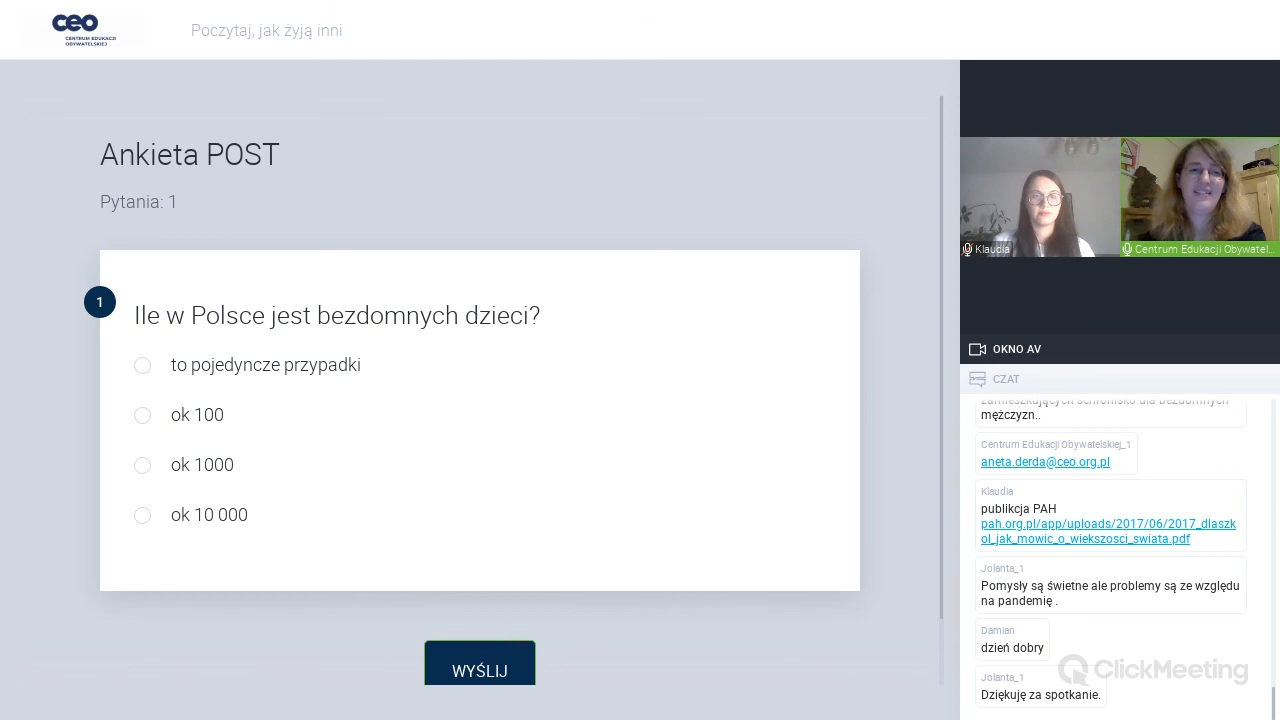 ceo
CENTRUM EDUKACJI
OBYWATELSKIEJ
Poczytaj, jak żyją inni
Ankieta POST
Pytania: 1
1
Ile w Polsce jest bezdomnych dzieci?
to pojedyncze przypadki
ok 100
ok 1000
ok 10 000
WYŚLIJ
Klaudia
Centrum Edukacji Obywatel..
OKNO AV
CZAT
zamieszkujących schronisko dla bezdomnych
mężczyzn..
Centrum Edukacji Obywatelskiej_1
aneta.derda@ceo.org.pl
Klaudia
publikcja PAH
pah.org.pl/app/uploads/2017/06/2017_dlaszk
ol_jak_mowic_o_wiekszosci_swiata.pdf
Jolanta_1
Pomysły są świetne ale problemy są ze względu
na pandemię .
Damian
dzień dobry
Jolanta_1
Dziękuję za spotkanie.
ClickMeeting